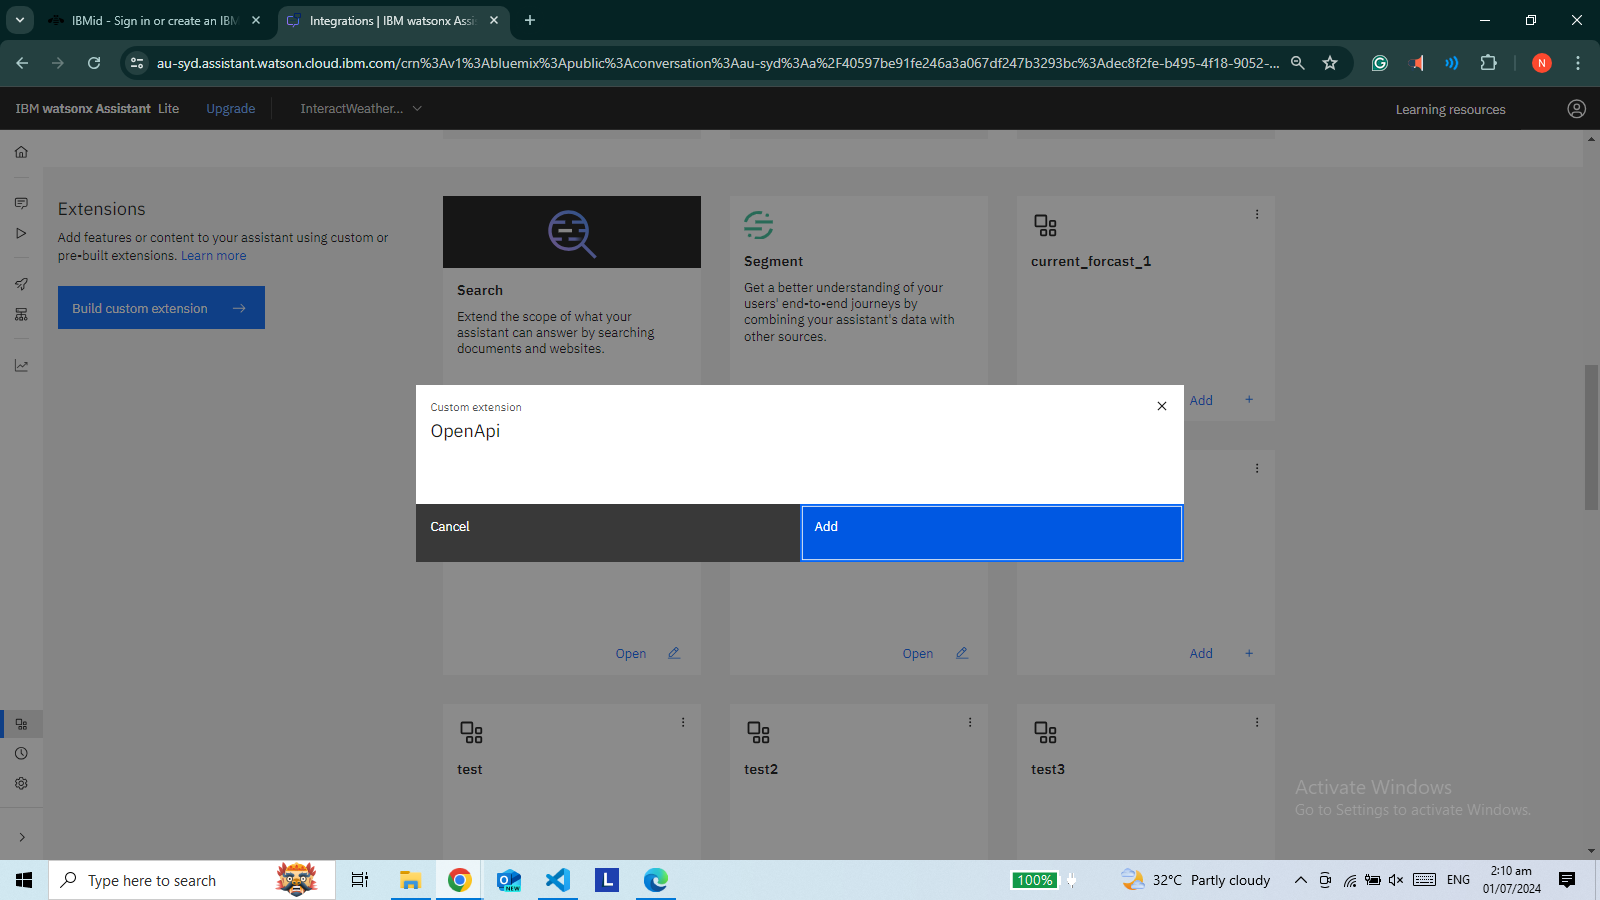 IBMid - Sign in or create an IBM
Integrations | IBM watsonx Assis
au-syd.assistant.watson.cloud.ibm.com/crn%3Av1%3Abluemix%3Apublic%3Aconversation%3Aau-syd%3Aa%2F40597be91fe246a3a067df247b3293bc%3Adec8f2fe-b495-4f18-9052-...
N
IBM watsonx Assistant Lite
Upgrade
InteractWeather...
Learning resources
Extensions
Add features or content to your assistant using custom or
pre-built extensions. Learn more
Build custom extension
Search
Extend the scope of what your
assistant can answer by searching
documents and websites.
Segment
Get a better understanding of your
users' end-to-end journeys by
combining your assistant's data with
other sources.
current_forcast_1
Add +
Custom extension
OpenApi
Cancel
Add
Open
Open
Add +
test
test2
test3
Activate Windows
Go to Settings to activate Windows.
Type here to search
NEW
L
100%
32°C Partly cloudy
ENG
2:10 am
01/07/2024